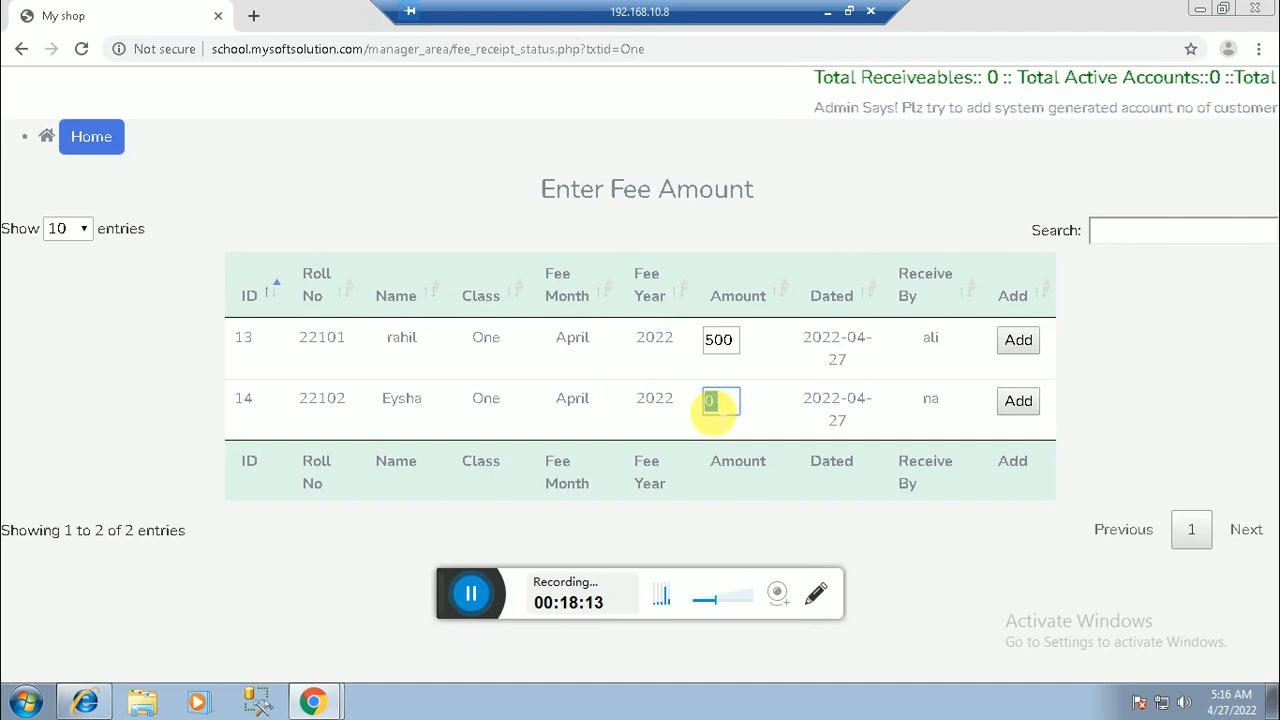 My shop
192.168.10.8
Not secure school.mysoftsolution.com/manager_area/fee_receipt_status.php?txtid=One
Total Receiveables:: 0 :: Total Active Accounts::0 ::Total
Admin Says! Plz try to add system generated account no of customer
Home
Enter Fee Amount
Show 10 entries
Search:
ID Roll No Name Class Fee Month Fee Year Amount Dated Receive By Add
13 22101 rahil One April 2022 500 2022-04-27 ali Add
14 22102 Eysha One April 2022 0 2022-04-27 na Add
ID Roll No Name Class Fee Month Fee Year Amount Dated Receive By Add
Showing 1 to 2 of 2 entries
Previous 1 Next
Recording...
00:18:13
Activate Windows
Go to Settings to activate Windows.
5:16 AM
4/27/2022